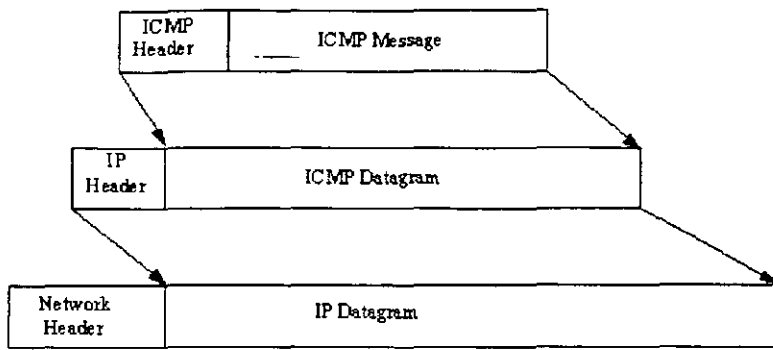 ICMP
Header
ICMP Message
IP
Header
ICMP Datagram
Network
Header
IP Datagram